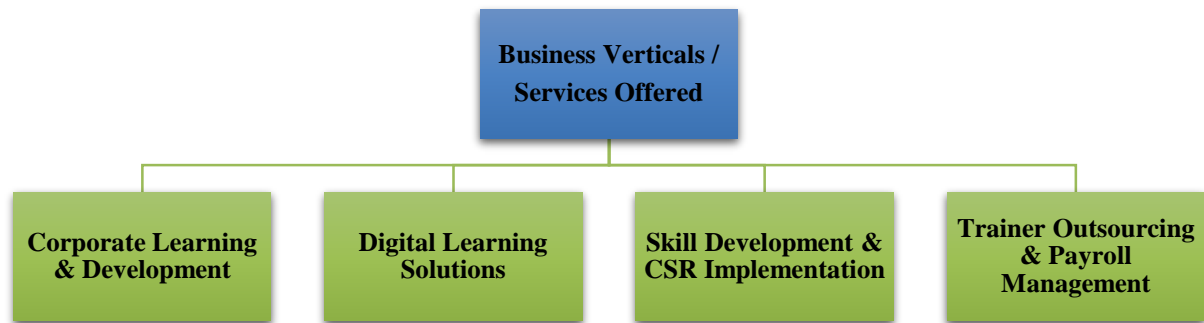 Business Verticals /
Services Offered
Corporate Learning
& Development
Digital Learning
Solutions
Skill Development &
CSR Implementation
Trainer Outsourcing
& Payroll
Management